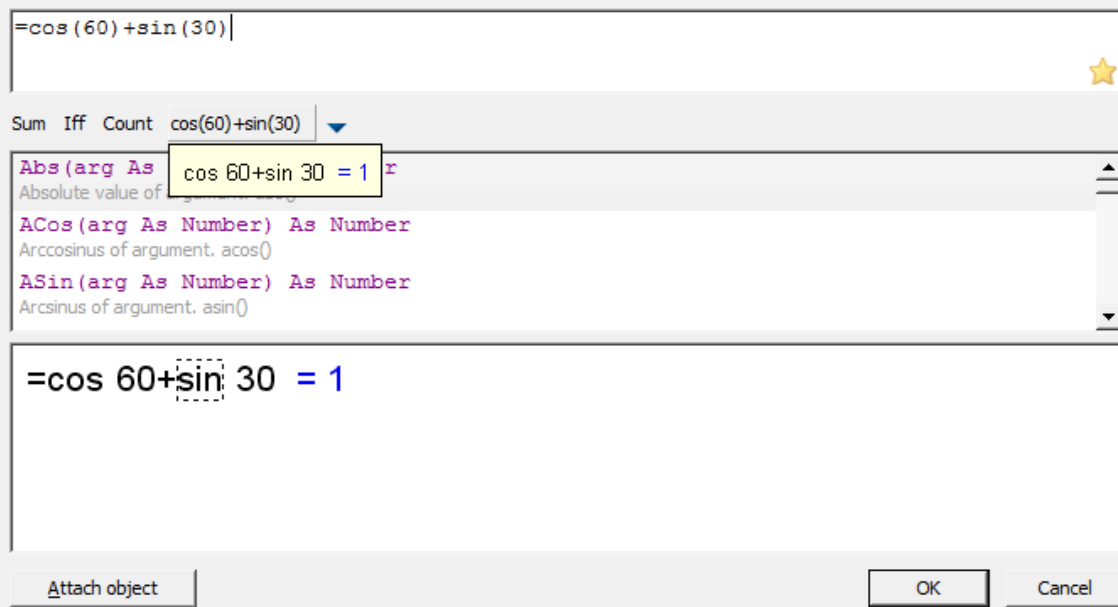 =cos(60)+sin(30)
Sum Iff Count cos(60)+sin(30)
cos 60+sin 30 = 1
Abs(arg As r
Absolute value of
ACos(arg As Number) As Number
Arccosinus of argument. acos()
ASin(arg As Number) As Number
Arcsinus of argument. asin()
=cos 60+sin 30 = 1
Attach object OK Cancel